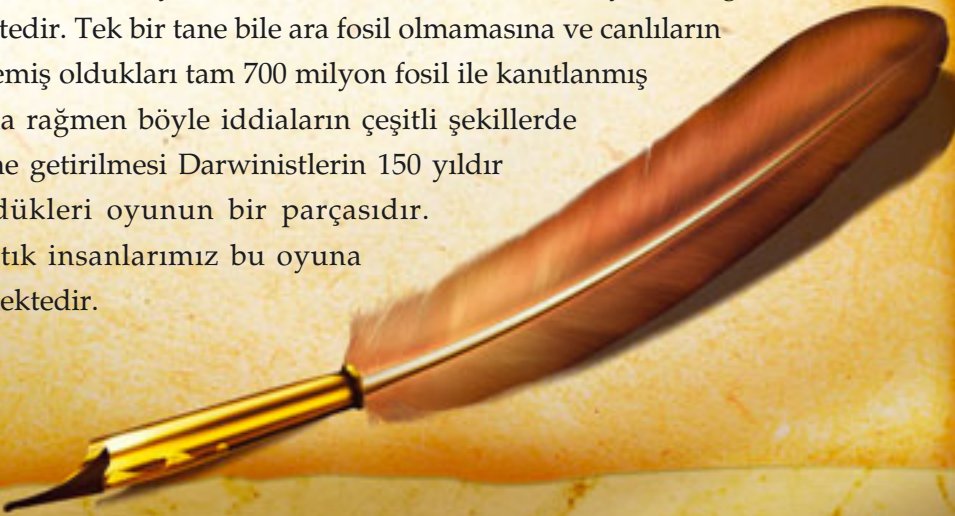 tedir. Tek bir tane bile ara fosil olmamasına ve canlıların
emiş oldukları tam 700 milyon fosil ile kanıtlanmış
a rağmen böyle iddiaların çeşitli şekillerde
ne getirilmesi Darwinistlerin 150 yıldır
dükleri oyunun bir parçasıdır.
tık insanlarımız bu oyuna
ektedir.